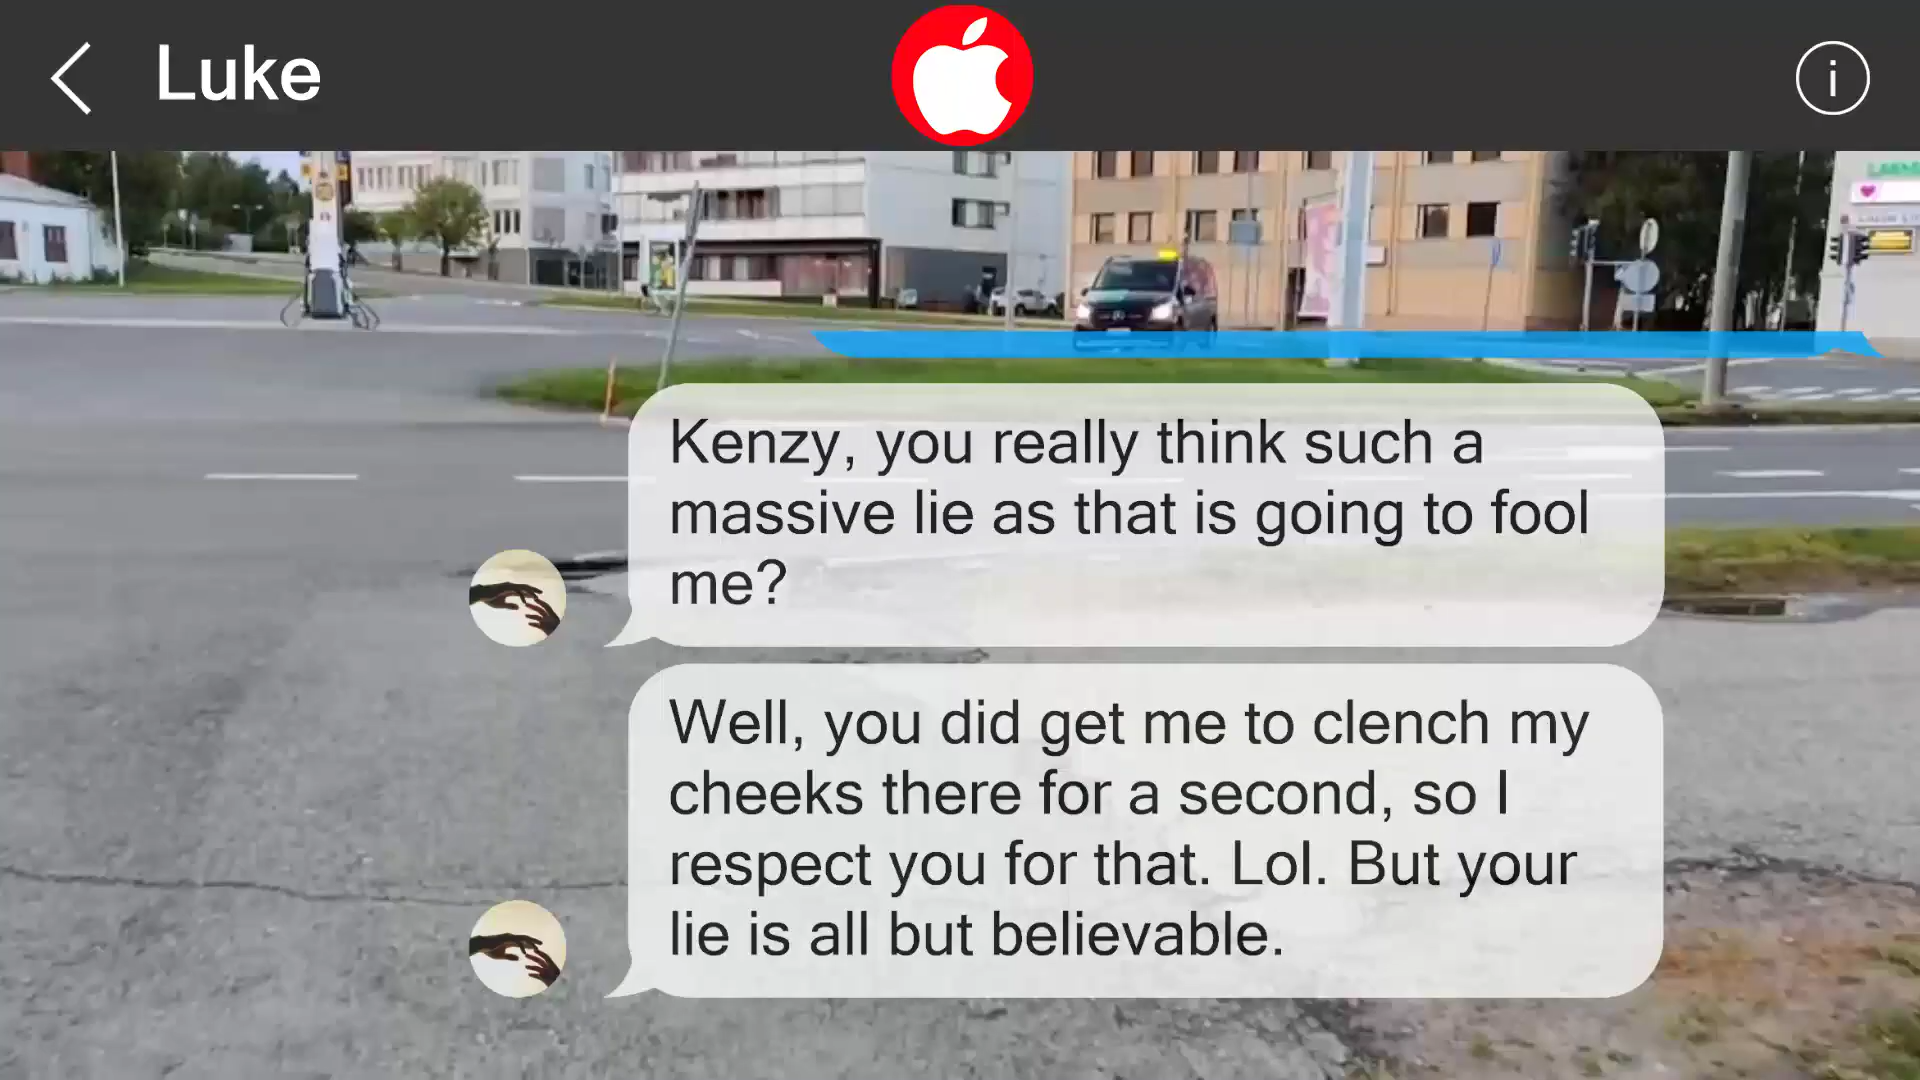 Luke
Kenzy, you really think such a
massive lie as that is going to fool
me?
Well, you did get me to clench my
cheeks there for a second, so I
respect you for that. Lol. But your
lie is all but believable.